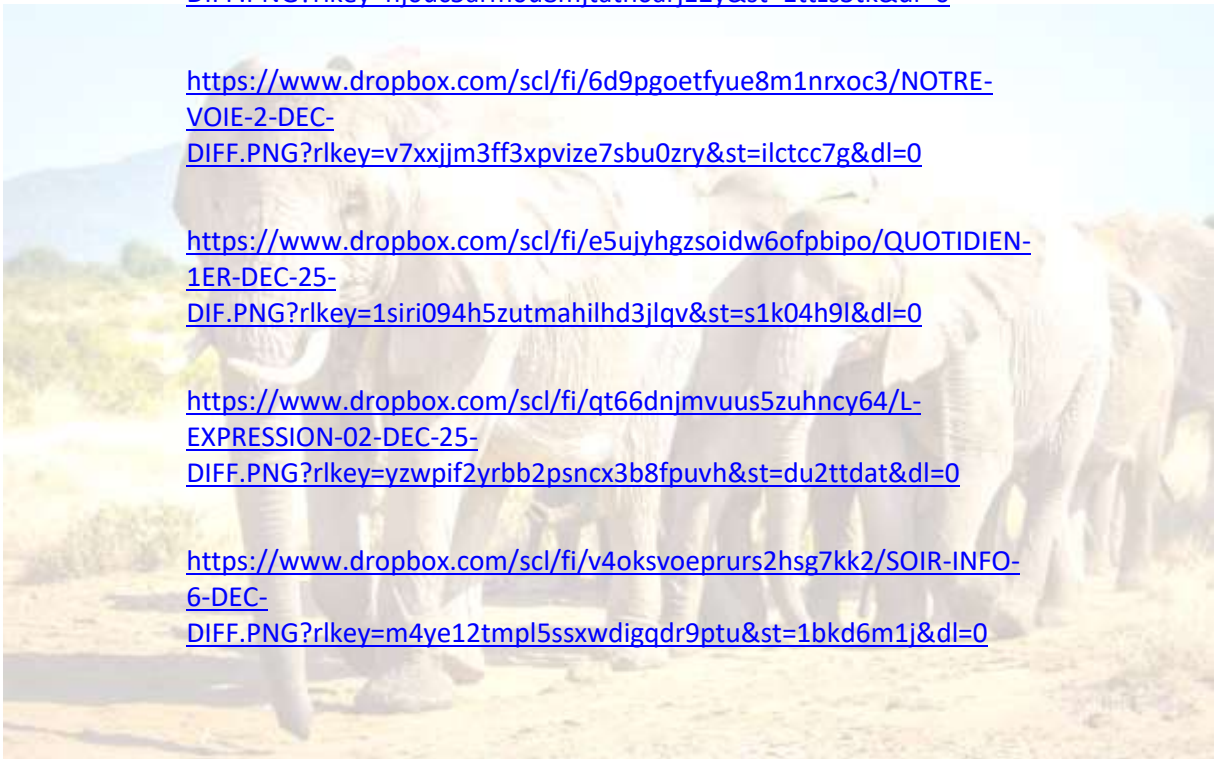 https://www.dropbox.com/scl/fi/6d9pgoetfyue8m1nrxoc3/NOTRE-
VOIE-2-DEC-
DIFF.PNG?rlkey=v7xxjjm3ff3xpvize7sbu0zry&st=ilctcc7g&dl=0
https://www.dropbox.com/scl/fi/e5ujyhgzsoidw6ofpbipo/QUOTIDIEN-
1ER-DEC-25-
DIF.PNG?rlkey=1siri094h5zutmahilhd3jlqv&st=s1k04h9l&dl=0
https://www.dropbox.com/scl/fi/qt66dnjmvuus5zuhncy64/L-
EXPRESSION-02-DEC-25-
DIFF.PNG?rlkey=yzwpif2yrbb2psncx3b8fpuvh&st=du2ttdat&dl=0
https://www.dropbox.com/scl/fi/v4oksvoeprurs2hsg7kk2/SOIR-INFO-
6-DEC-
DIFF.PNG?rlkey=m4ye12tmpl5ssxwdigqdr9ptu&st=1bkd6m1j&dl=0